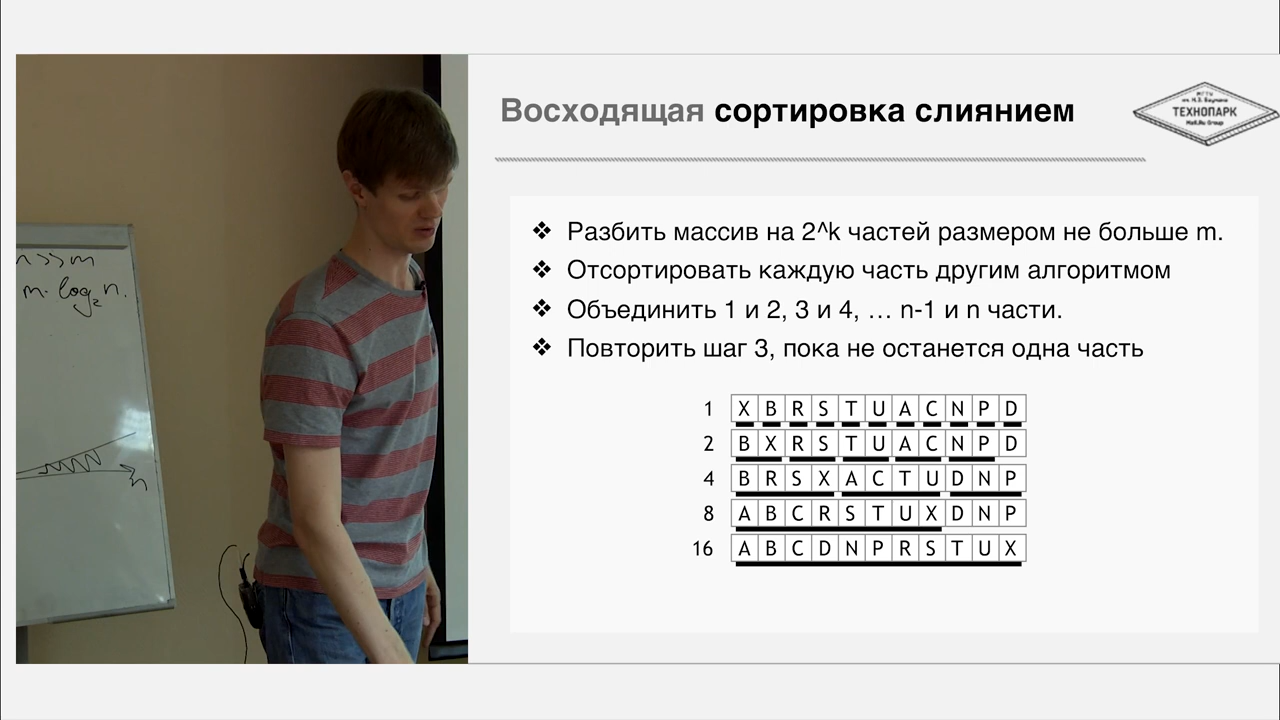 n>>m
m. log₂ n.
n
Восходящая сортировка слиянием
МГТУ
им. Н.Э. Баумана
ТЕХНОПАРК
Mail.Ru Group
❖ Разбить массив на 2^k частей размером не больше m.
❖ Отсортировать каждую часть другим алгоритмом
❖ Объединить 1 и 2, 3 и 4, … n-1 и n части.
❖ Повторить шаг 3, пока не останется одна часть
1 X B R S T U A C N P D
2 B X R S T U A C N P D
4 B R S X A C T U D N P
8 A B C R S T U X D N P
16 A B C D N P R S T U X